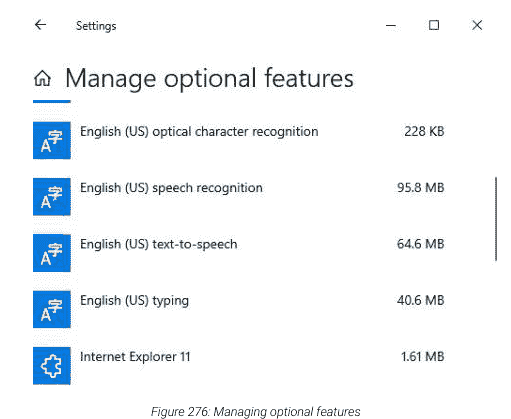 Settings
Manage optional features
English (US) optical character recognition 228 KB
English (US) speech recognition 95.8 MB
English (US) text-to-speech 64.6 MB
English (US) typing 40.6 MB
Internet Explorer 11 1.61 MB
Figure 276: Managing optional features